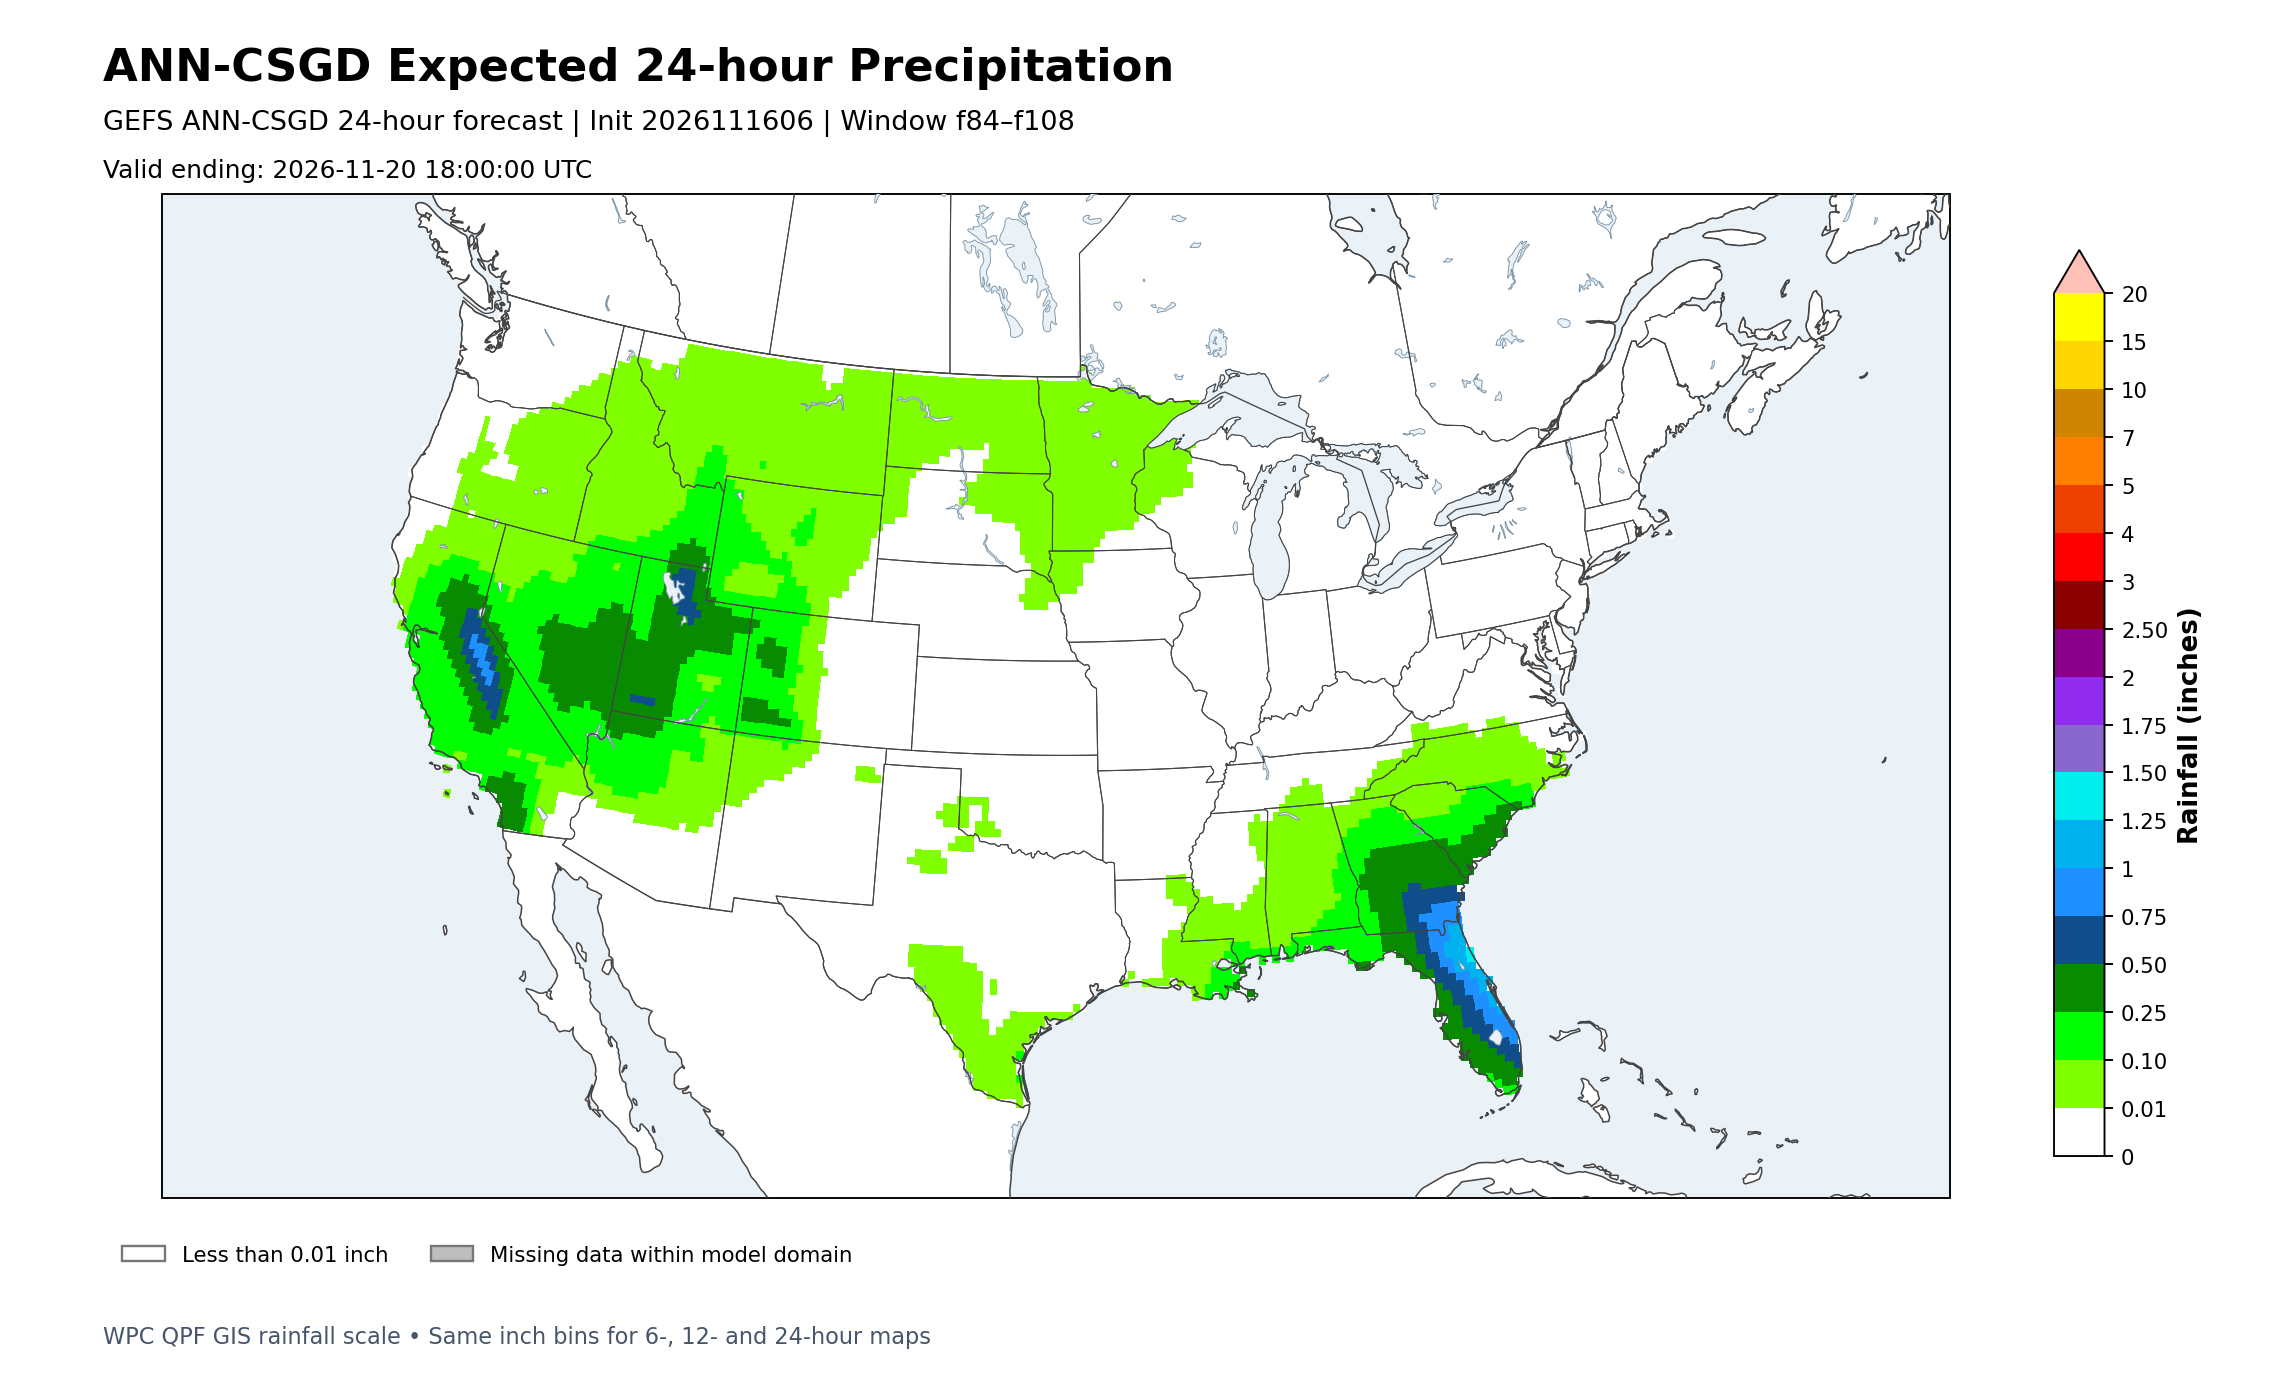 ANN-CSGD Expected 24-hour Precipitation
GEFS ANN-CSGD 24-hour forecast | Init 2026111606 | Window f84–f108
Valid ending: 2026-11-20 18:00:00 UTC
20
15
10
7
5
4
3
2.50
2
1.75
1.50
1.25
1
0.75
0.50
0.25
0.10
0.01
0
Rainfall (inches)
Less than 0.01 inch
Missing data within model domain
WPC QPF GIS rainfall scale • Same inch bins for 6-, 12- and 24-hour maps